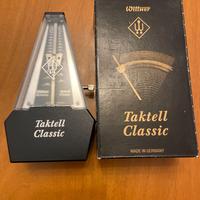 Taktell
Classic
Wittner
Taktell
Classic
MADE IN GERMANY